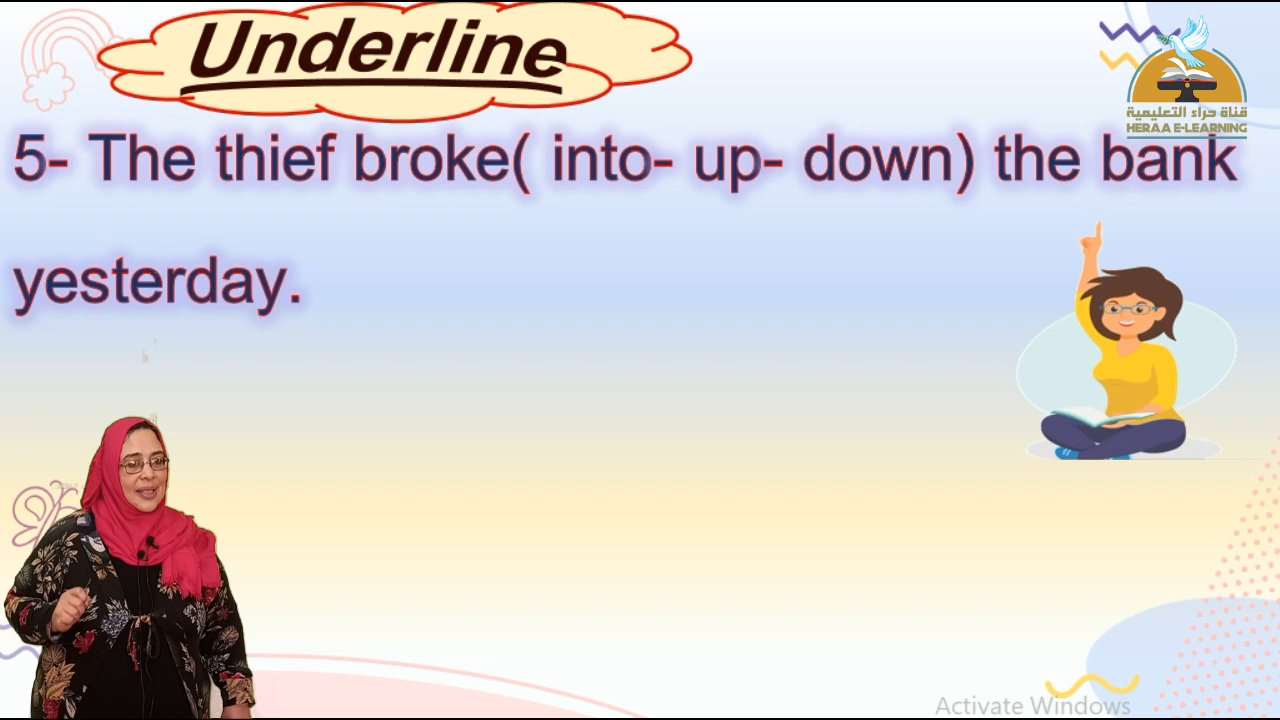 Underline
قناة حراء التعليمية
HERAA E-LEARNING
5- The thief broke( into- up- down) the bank
yesterday.
Activate Windows